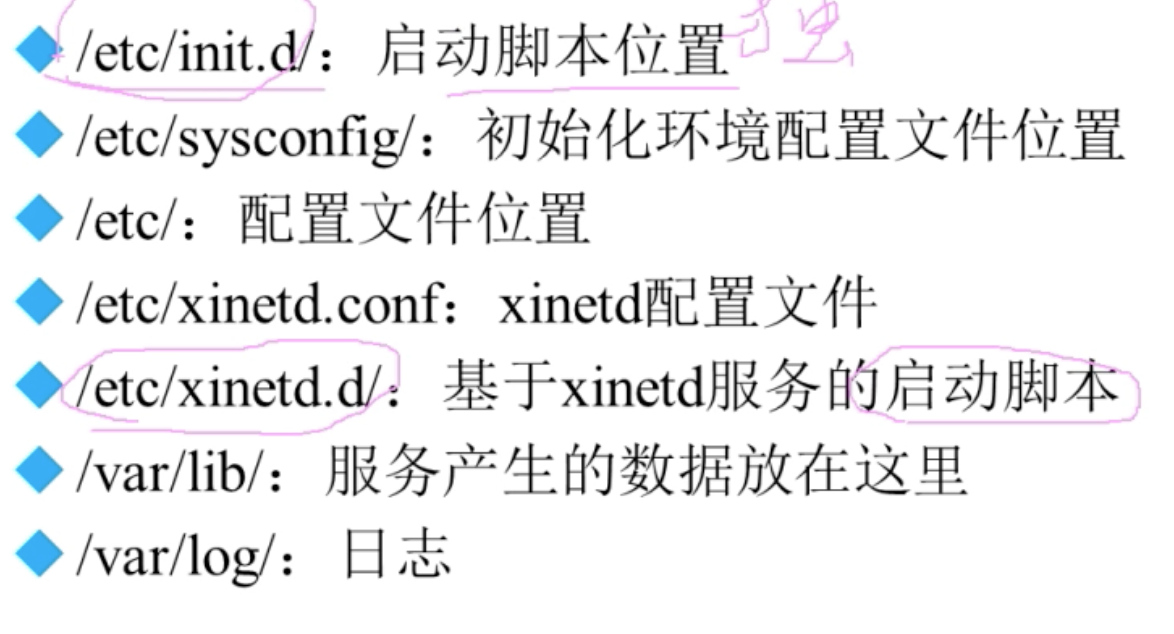 /etc/init.d/：启动脚本位置
/etc/sysconfig/：初始化环境配置文件位置
/etc/：配置文件位置
/etc/xinetd.conf：xinetd配置文件
/etc/xinetd.d/：基于xinetd服务的启动脚本
/var/lib/：服务产生的数据放在这里
/var/log/：日志